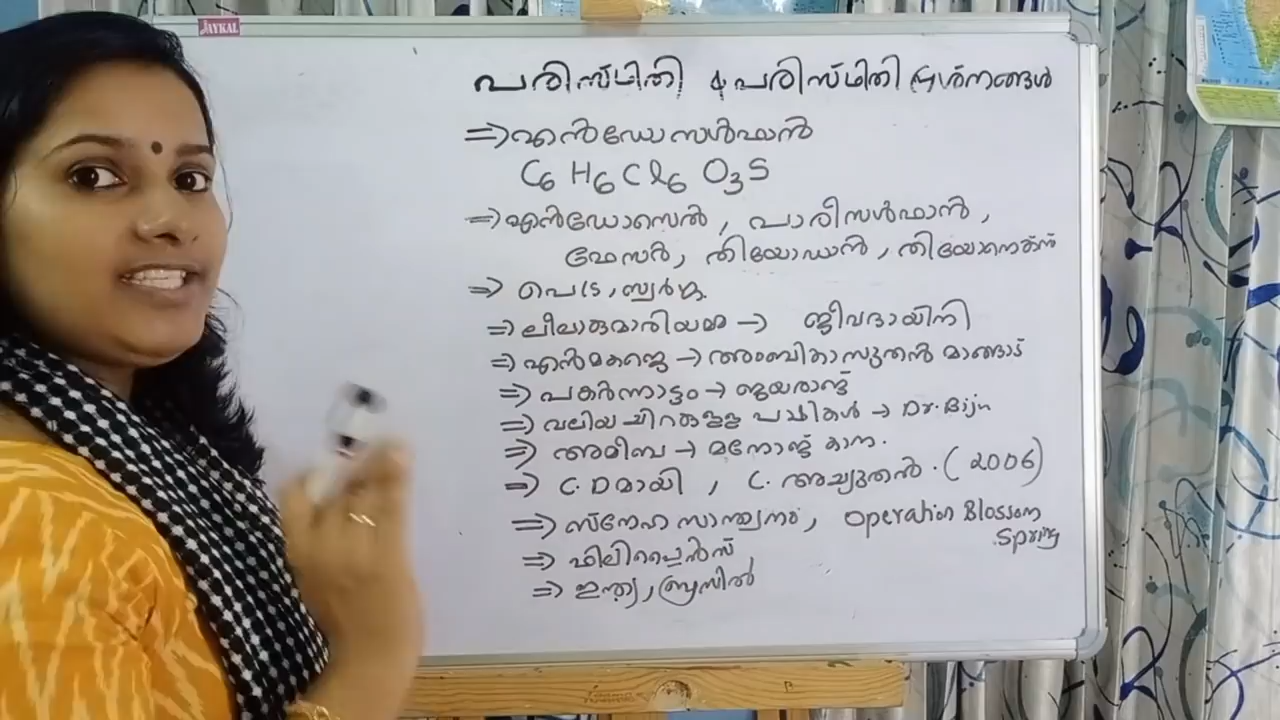 JAYKAL
പരിസ്ഥിതി & പരിസ്ഥിതി പ്രശ്നങ്ങൾ
⇒ എൻഡോസൾഫാൻ
C6 H6 Cl6 O3 S
⇒ എൻഡോസെൽ, പാരിസൾഫാൻ,
ഫേസർ, തിയോഡാൻ, തിയോനെക്സ്
⇒ പെട്ര, സ്വർഗ്ഗ.
⇒ ലീലാകുമാരിയമ്മ → ജീവദായിനി
⇒ എൻമകജെ → അംബികാസുതൻ മാങ്ങാട്
⇒ പകർന്നാട്ടം → ജയരാജ്
⇒ വലിയ ചിറകുള്ള പക്ഷികൾ → Dr. Biju
⇒ അമീബ → മനോജ് കാന.
⇒ C. D മായി, C. അച്യുതൻ. (2006)
⇒ സ്നേഹ സാന്ത്വനം, Operation Blossom
Spring
⇒ ഫിലിപ്പൈൻസ്
⇒ ഇന്ത്യ, ബ്രസീൽ